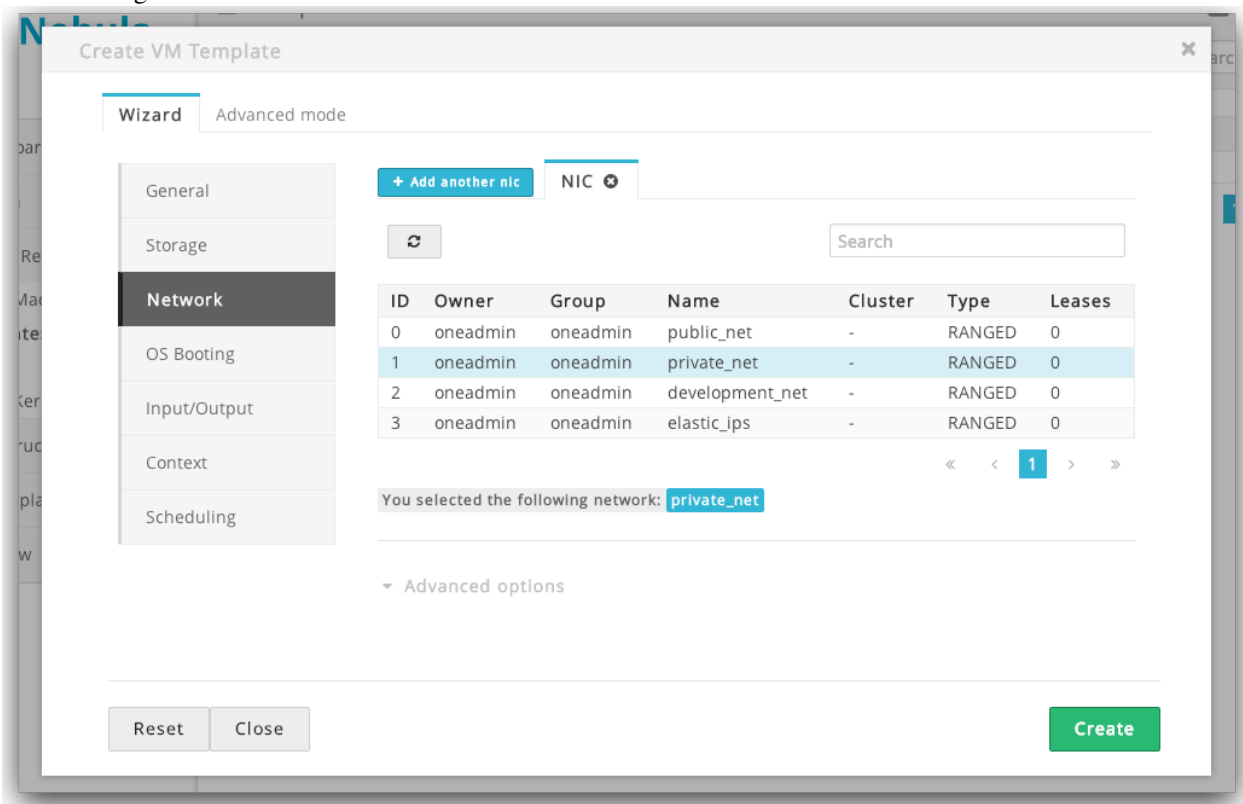 Create VM Template ×
arc
Wizard Advanced mode
General
Storage
Network
OS Booting
Input/Output
Context
Scheduling
+ Add another nic NIC
Search
ID Owner Group Name Cluster Type Leases
0 oneadmin oneadmin public_net - RANGED 0
1 oneadmin oneadmin private_net - RANGED 0
2 oneadmin oneadmin development_net - RANGED 0
3 oneadmin oneadmin elastic_ips - RANGED 0
« < 1 > »
You selected the following network: private_net
Advanced options
Reset Close Create